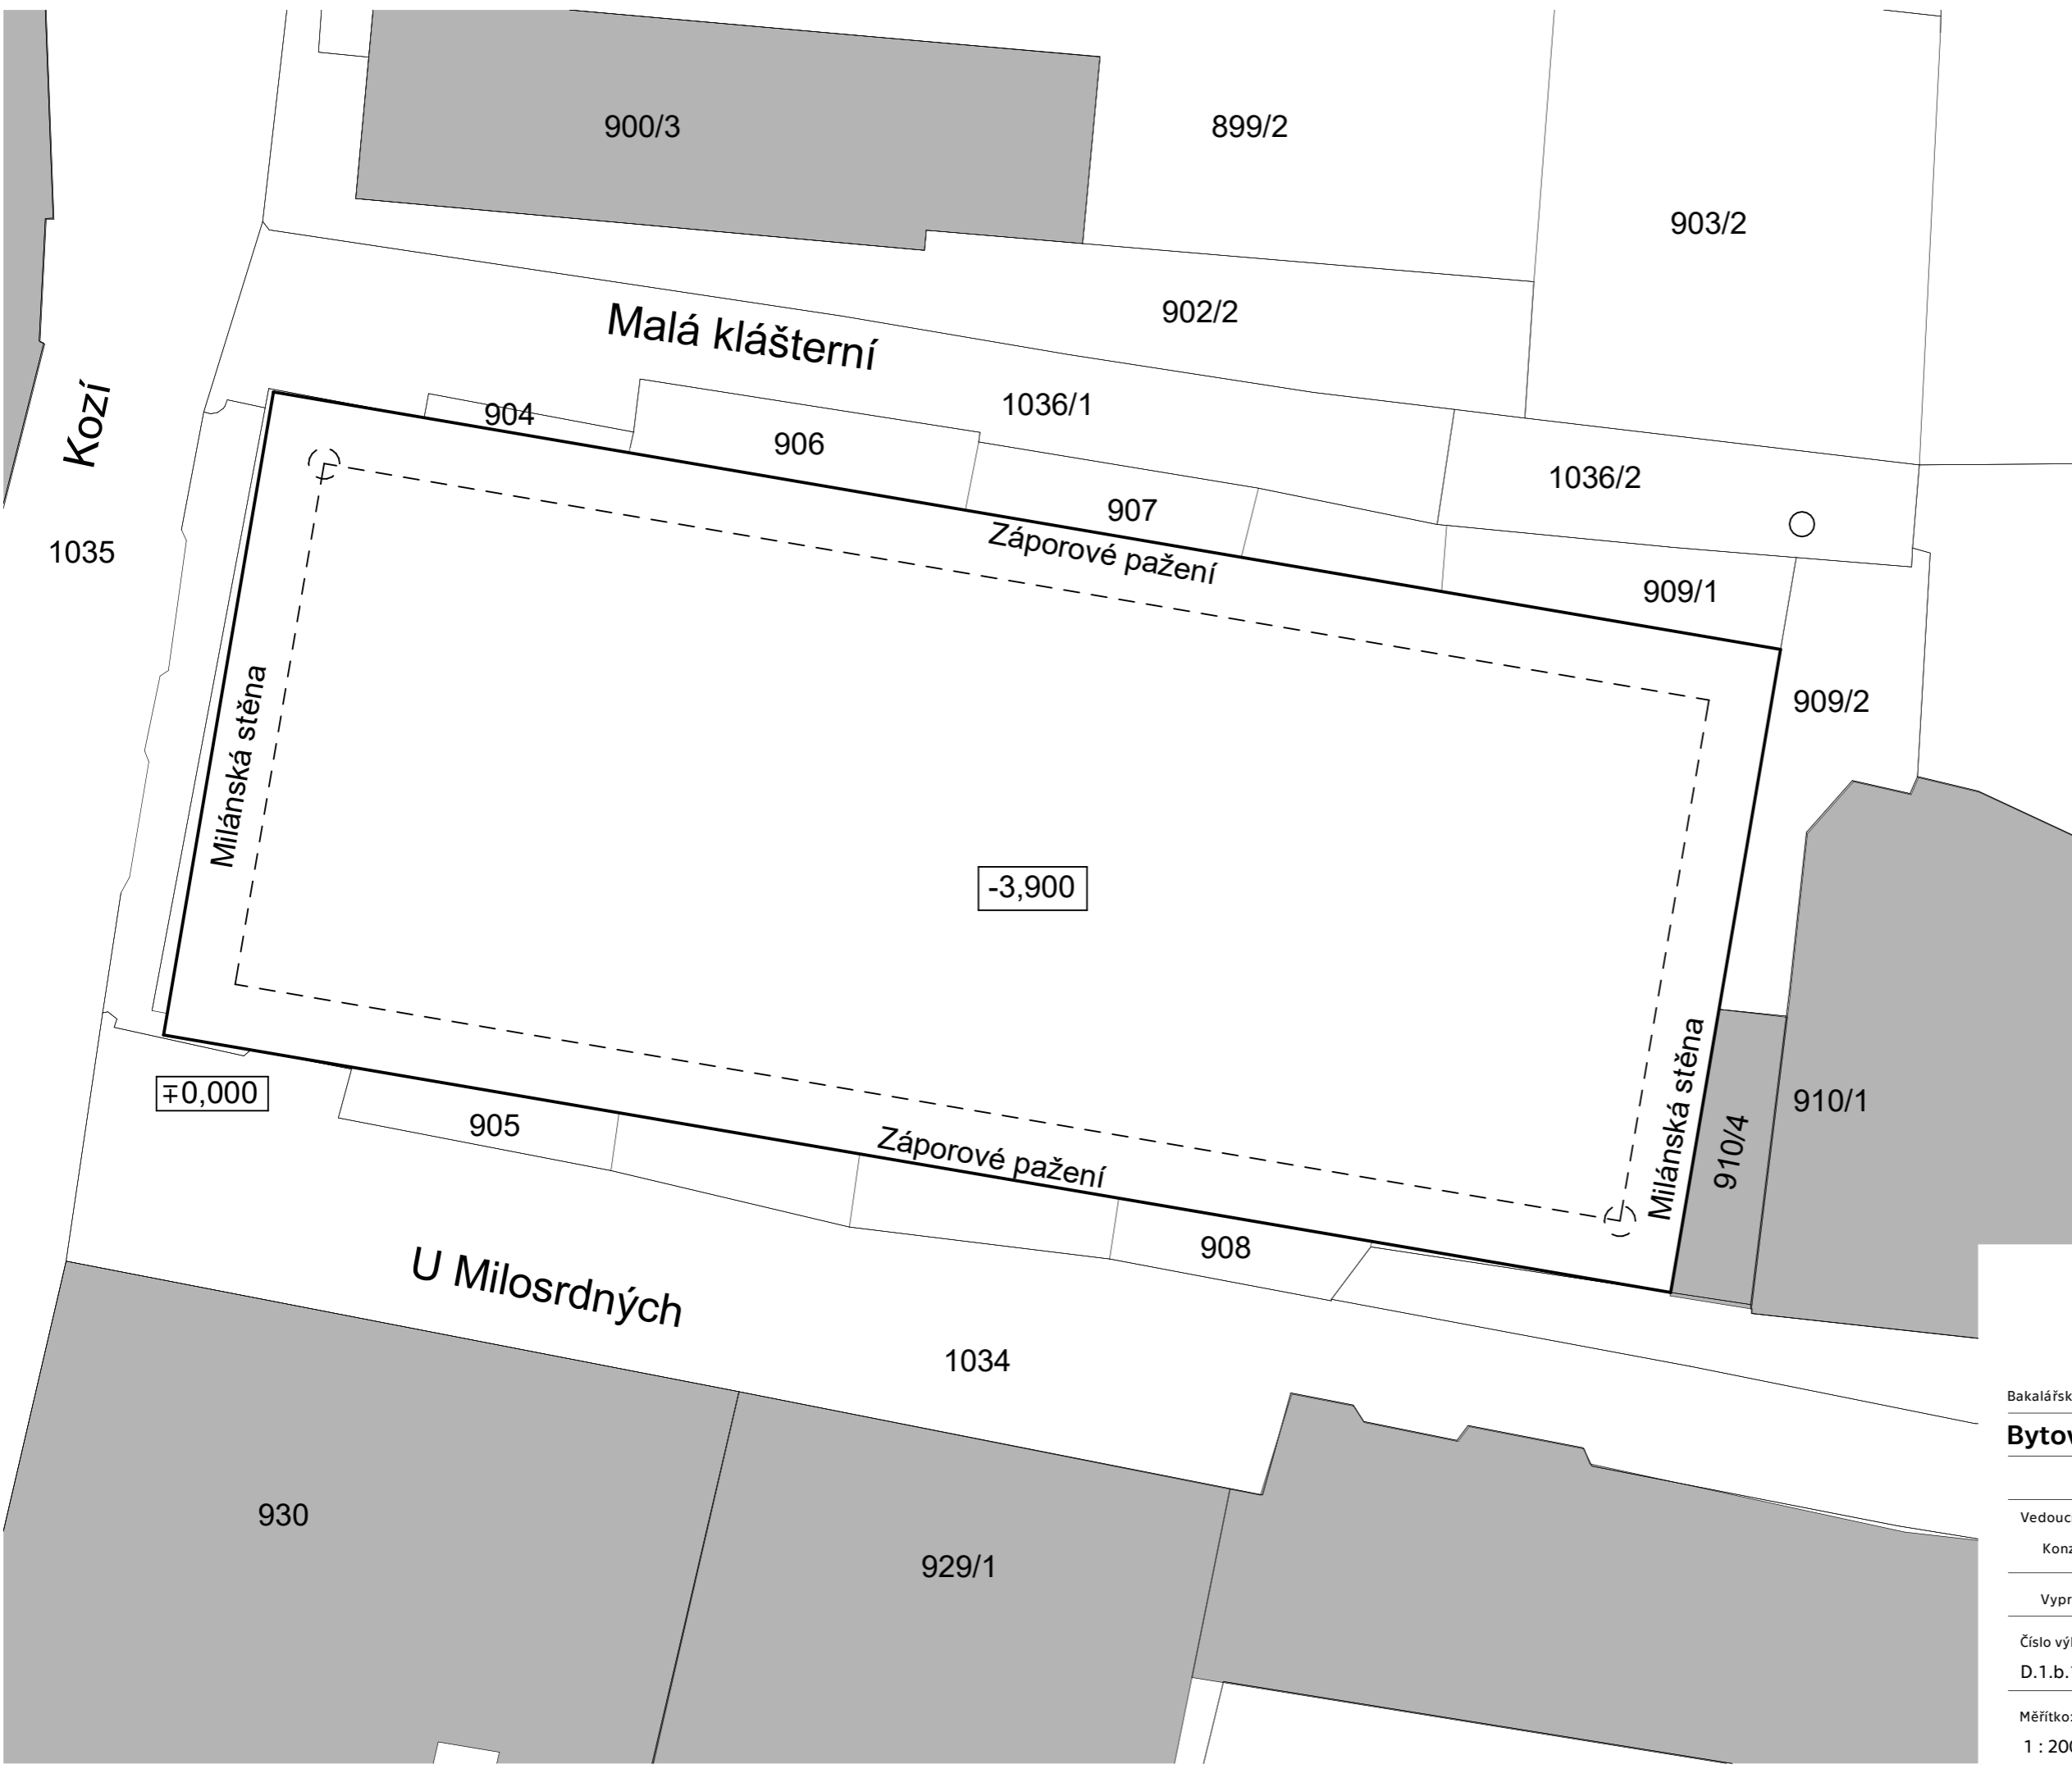 900/3
899/2
903/2
902/2
Malá klášterní
Kozí
904
906
1036/1
1036/2
907
Záporové pažení
1035
909/1
909/2
Milánská stěna
-3,900
∓0,000
905
Záporové pažení
Milánská stěna
910/4
910/1
908
U Milosrdných
1034
930
929/1
Měřítko:
D.1.b.